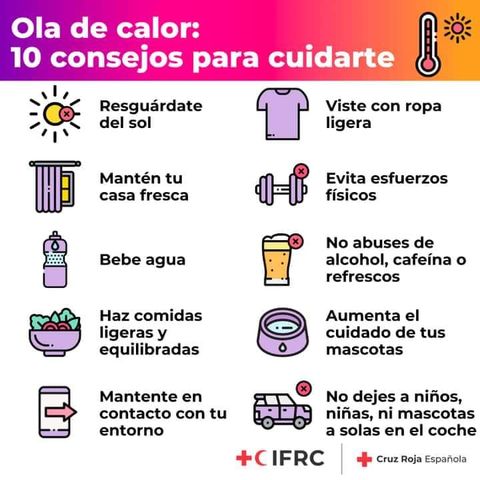 Ola de calor:
10 consejos para cuidarte
Resguárdate
del sol
Viste con ropa
ligera
Mantén tu
casa fresca
Evita esfuerzos
físicos
Bebe agua
No abuses de
alcohol, cafeína o
refrescos
Haz comidas
ligeras y
equilibradas
Aumenta el
cuidado de tus
mascotas
Mantente en
contacto con tu
entorno
No dejes a niños,
niñas, ni mascotas
a solas en el coche
IFRC
Cruz Roja Española